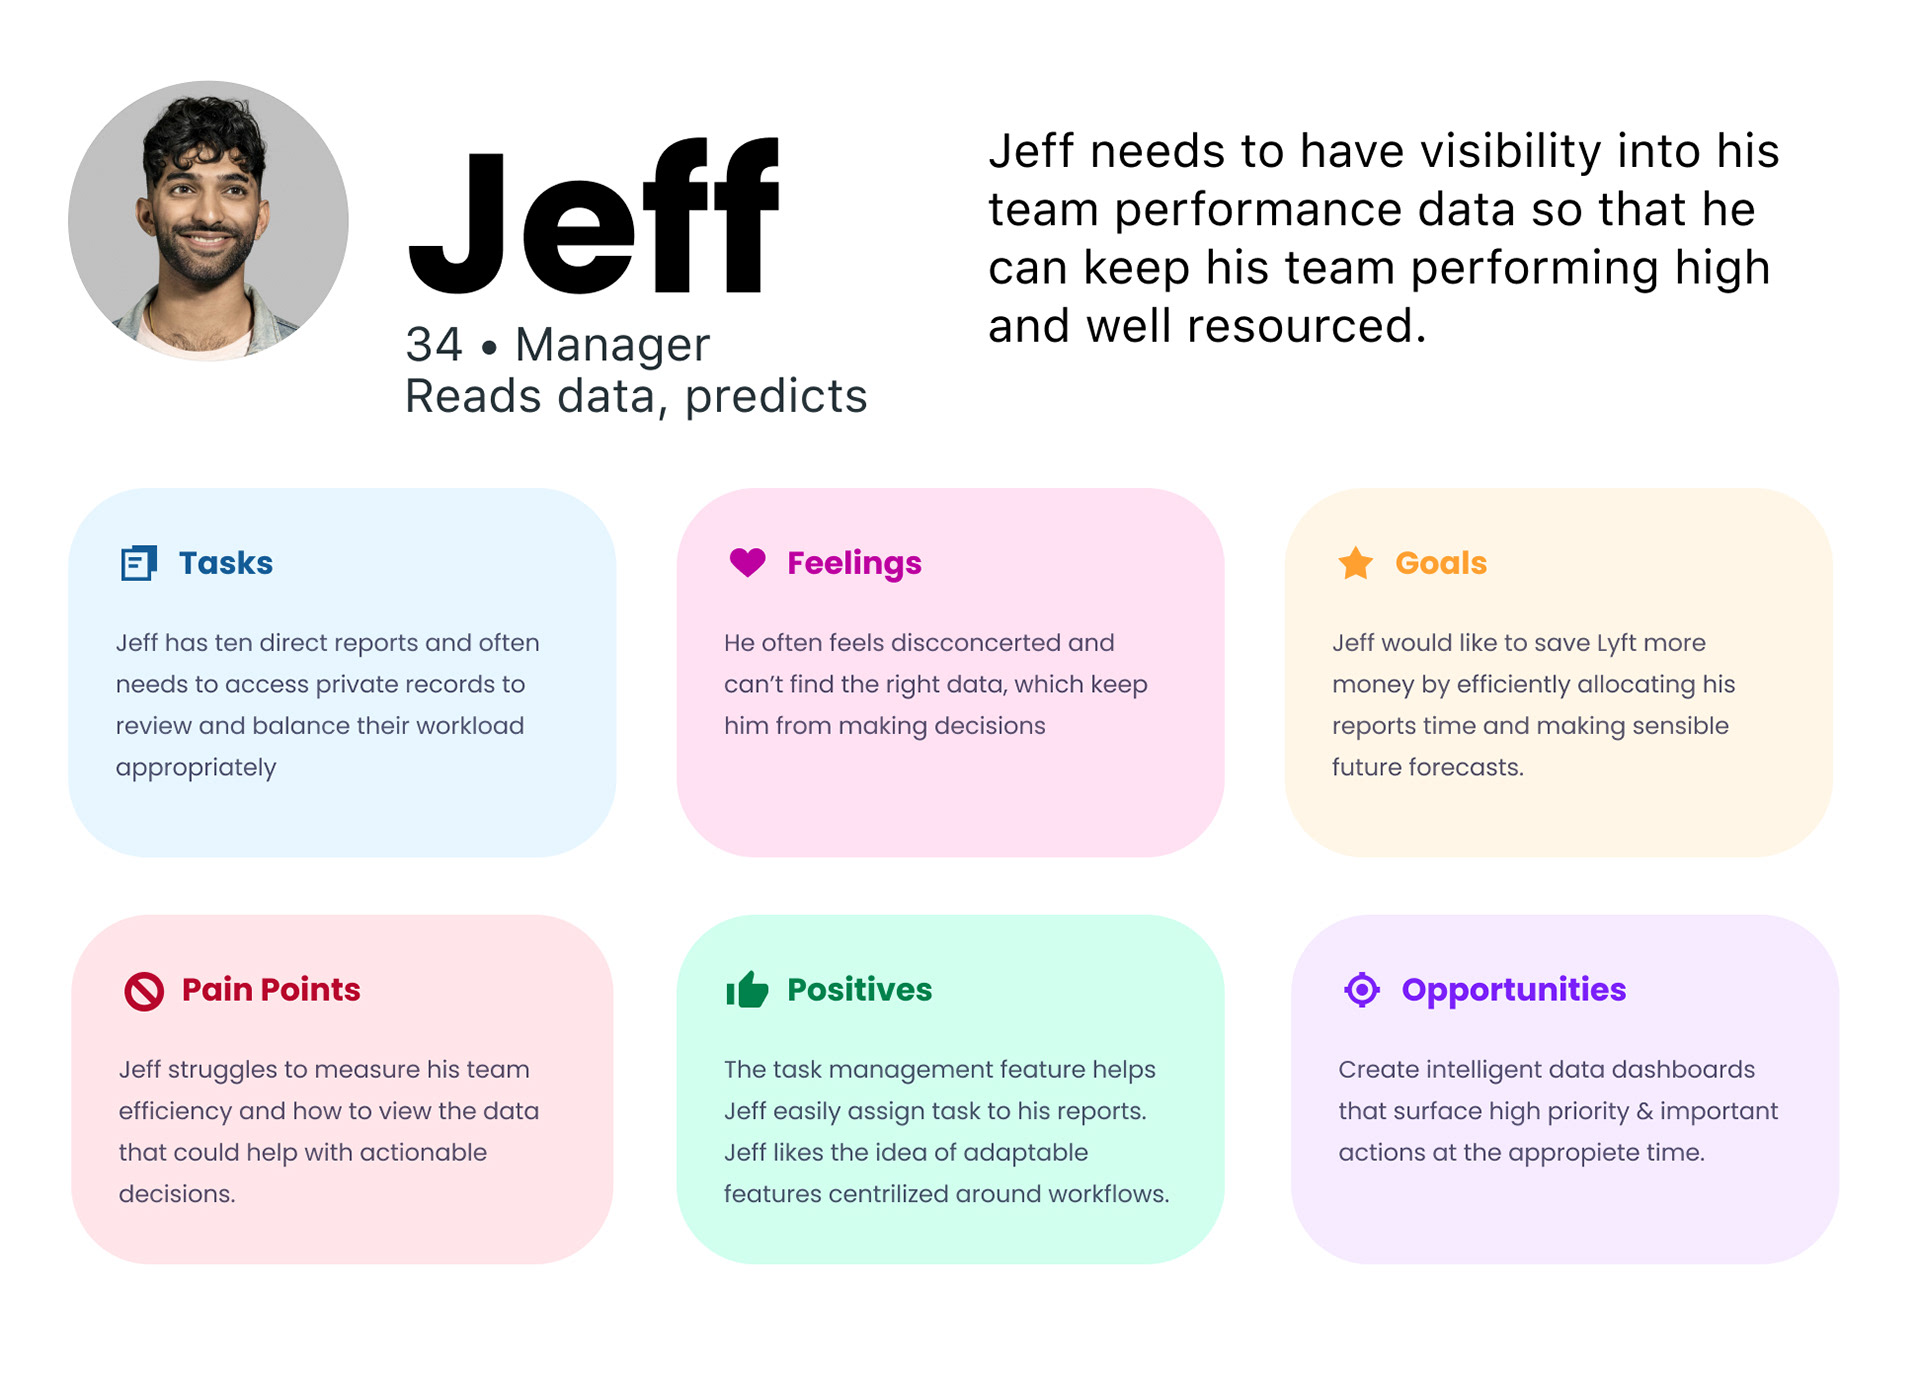 Jeff
34 • Manager
Reads data, predicts
Jeff needs to have visibility into his
team performance data so that he
can keep his team performing high
and well resourced.
Tasks
Jeff has ten direct reports and often
needs to access private records to
review and balance their workload
appropriately
Feelings
He often feels discconcerted and
can’t find the right data, which keep
him from making decisions
Goals
Jeff would like to save Lyft more
money by efficiently allocating his
reports time and making sensible
future forecasts.
Pain Points
Jeff struggles to measure his team
efficiency and how to view the data
that could help with actionable
decisions.
Positives
The task management feature helps
Jeff easily assign task to his reports.
Jeff likes the idea of adaptable
features centrilized around workflows.
Opportunities
Create intelligent data dashboards
that surface high priority & important
actions at the appropiete time.